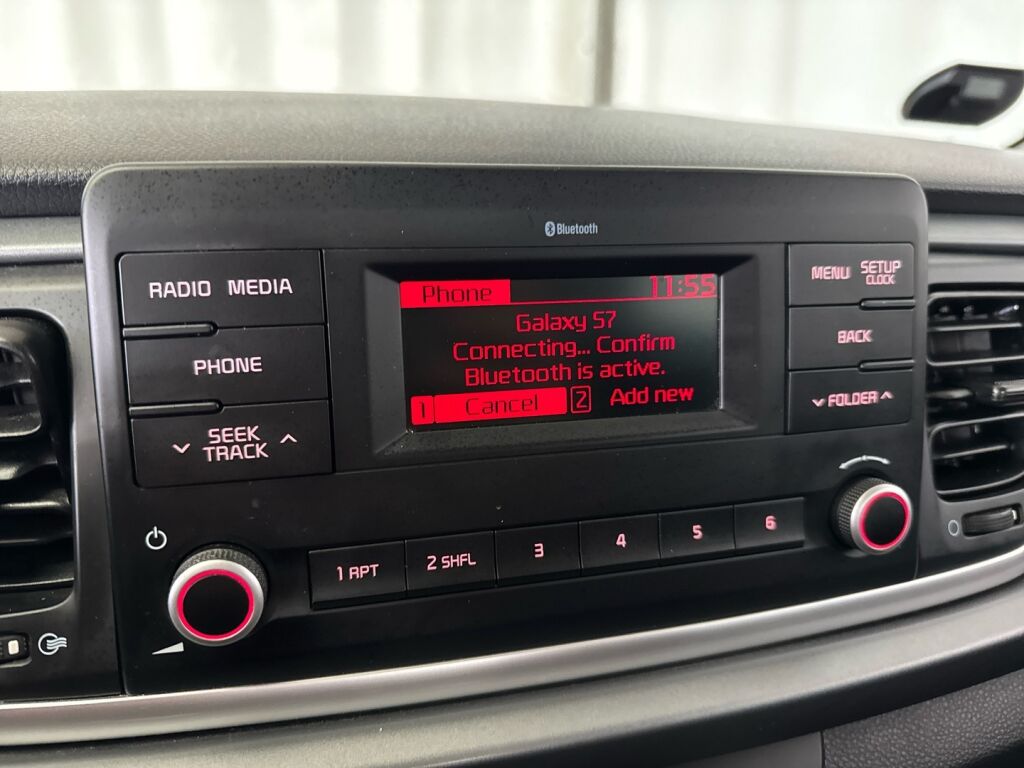 Bluetooth
RADIO MEDIA
PHONE
SEEK
TRACK
Phone 11:55
Galaxy S7
Connecting... Confirm
Bluetooth is active.
1 Cancel 2 Add new
MENU SETUP
CLOCK
BACK
FOLDER
1 RPT 2 SHFL 3 4 5 6